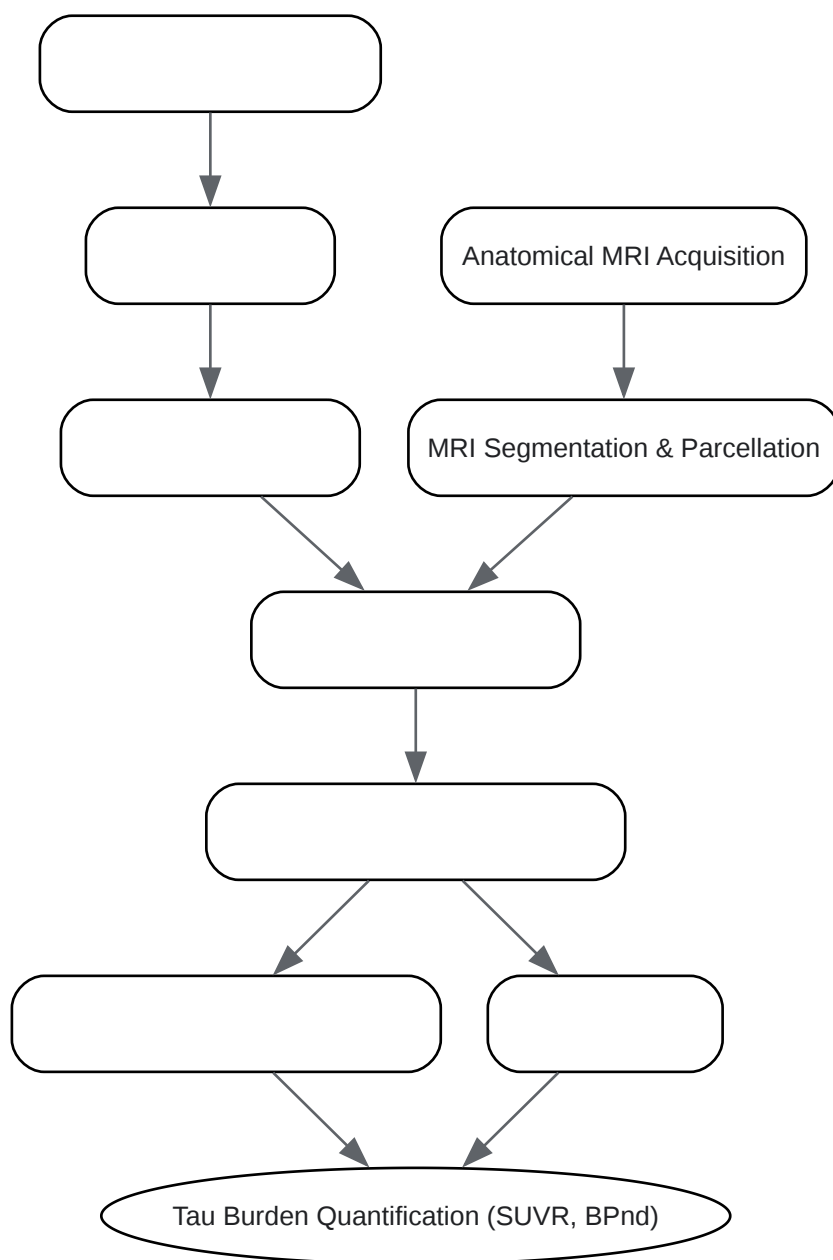 Anatomical MRI Acquisition
MRI Segmentation & Parcellation
Tau Burden Quantification (SUVR, BPnd)